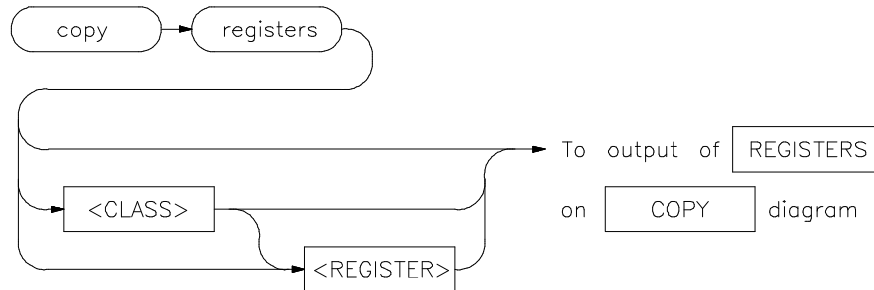 copy registers
To output of REGISTERS
<CLASS> on COPY diagram
<REGISTER>